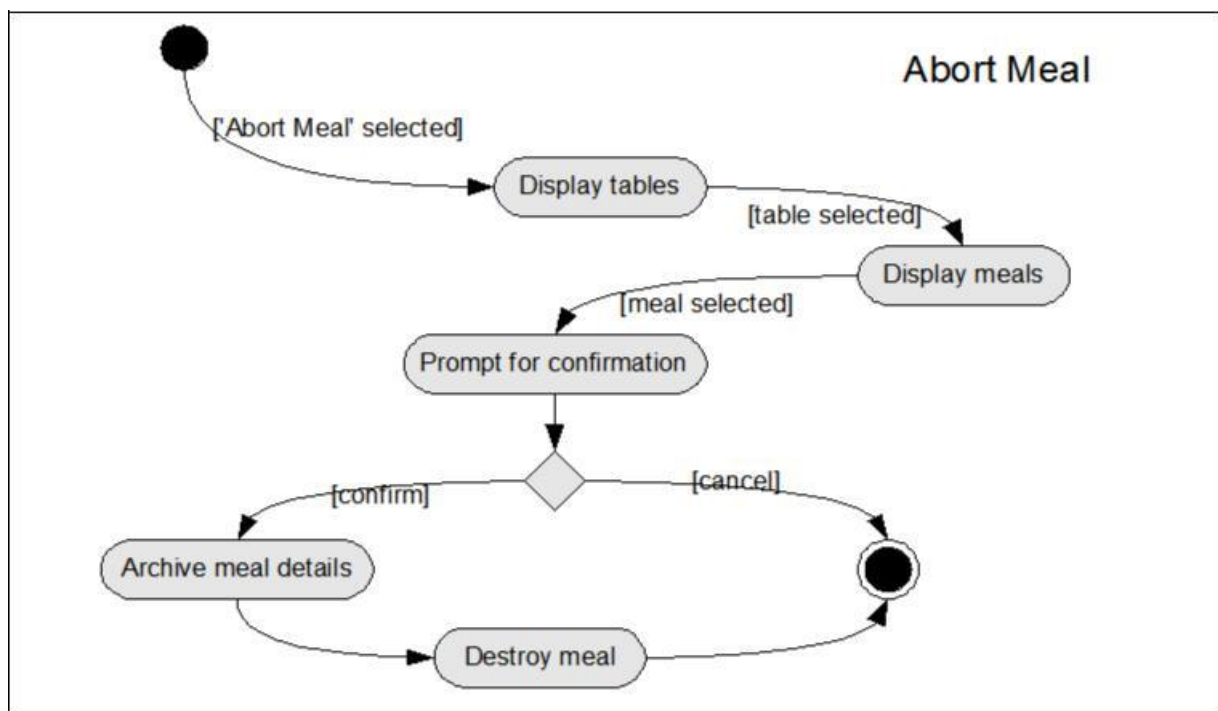 Abort Meal
['Abort Meal' selected]
Display tables
[table selected]
Display meals
[meal selected]
Prompt for confirmation
[confirm]
[cancel]
Archive meal details
Destroy meal